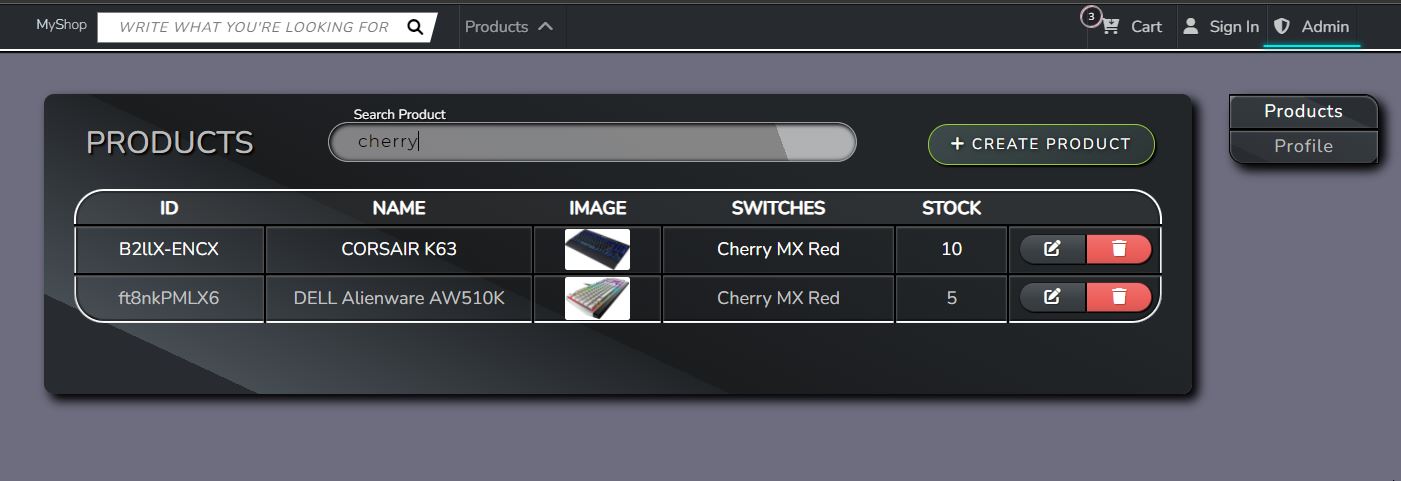 MyShop
WRITE WHAT YOU'RE LOOKING FOR
Products
3
Cart
Sign In
Admin
PRODUCTS
Search Product
cherry
+ CREATE PRODUCT
Products
Profile
ID NAME IMAGE SWITCHES STOCK
B2llX-ENCX CORSAIR K63 Cherry MX Red 10
ft8nkPMLX6 DELL Alienware AW510K Cherry MX Red 5